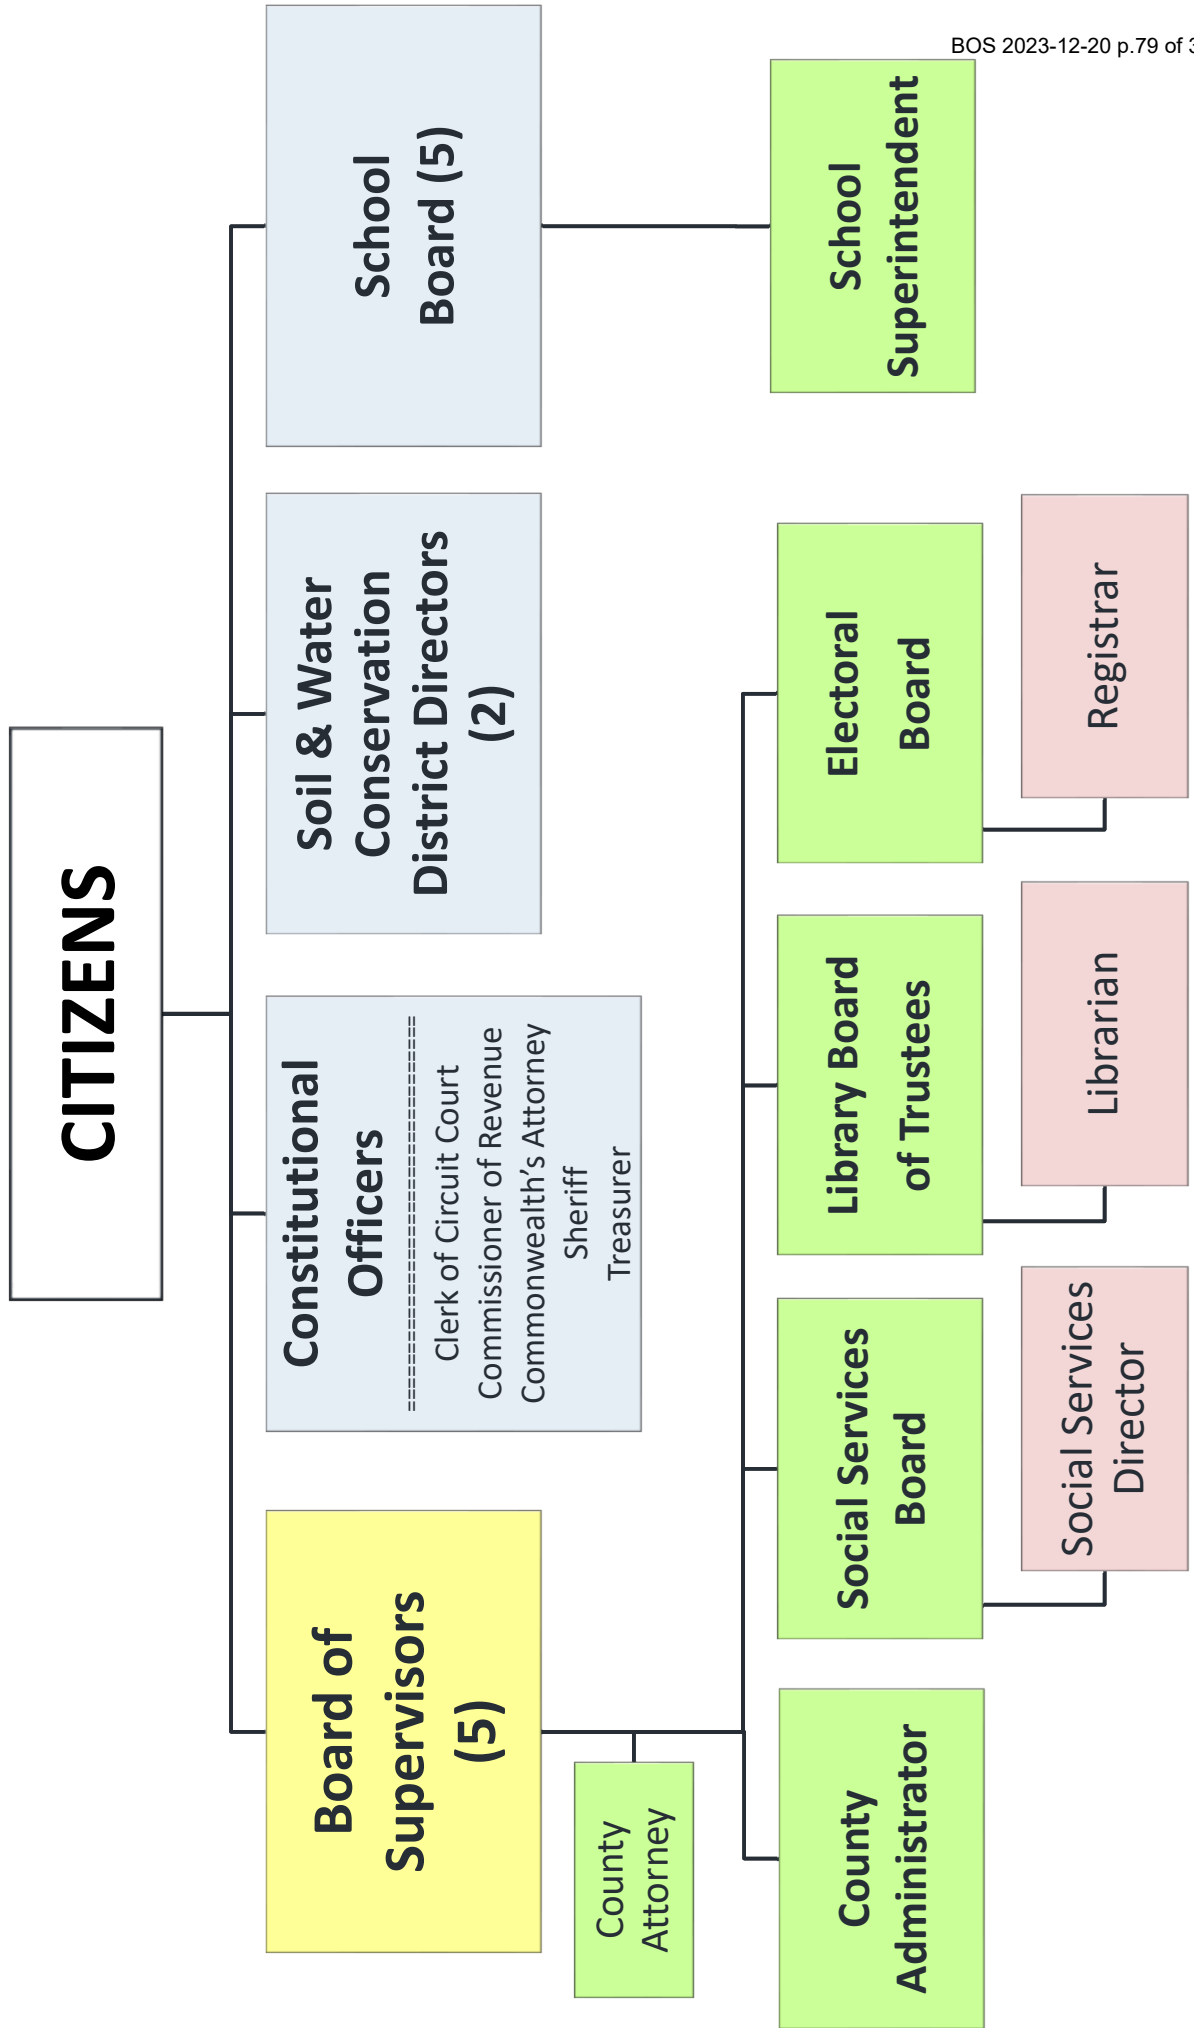 BOS 2023-12-20 p.79 of 3
CITIZENS
Board of
Supervisors
(5)
Constitutional
Officers
Clerk of Circuit Court
Commissioner of Revenue
Commonwealth's Attorney
Sheriff
Treasurer
Soil & Water
Conservation
District Directors
(2)
School
Board (5)
County
Attorney
County
Administrator
Social Services
Board
Library Board
of Trustees
Electoral
Board
School
Superintendent
Social Services
Director
Librarian
Registrar